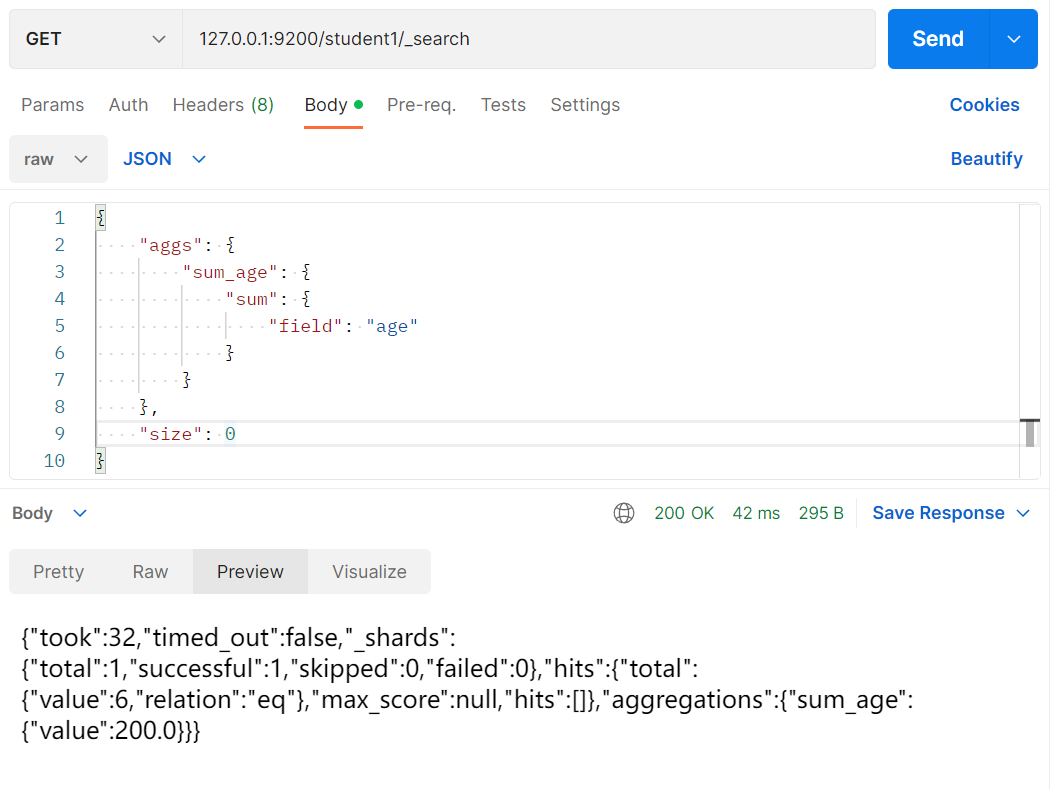 GET 127.0.0.1:9200/student1/_search Send
Params Auth Headers (8) Body Pre-req. Tests Settings Cookies
raw JSON Beautify
1 {
2 "aggs": {
3 "sum_age": {
4 "sum": {
5 "field": "age"
6 }
7 }
8 },
9 "size": 0
10 }
Body 200 OK 42 ms 295 B Save Response
Pretty Raw Preview Visualize
{"took":32,"timed_out":false,"_shards":
{"total":1,"successful":1,"skipped":0,"failed":0},"hits":{"total":
{"value":6,"relation":"eq"},"max_score":null,"hits":[]},"aggregations":{"sum_age":
{"value":200.0}}}